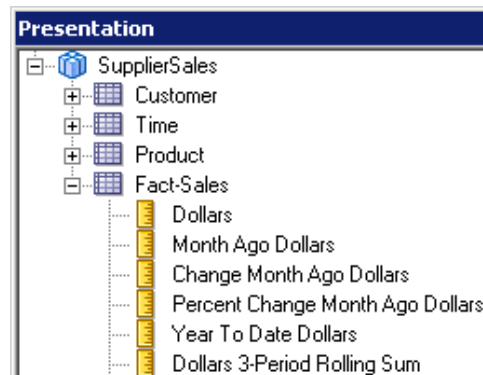 Presentation
SupplierSales
Customer
Time
Product
Fact-Sales
Dollars
Month Ago Dollars
Change Month Ago Dollars
Percent Change Month Ago Dollars
Year To Date Dollars
Dollars 3-Period Rolling Sum